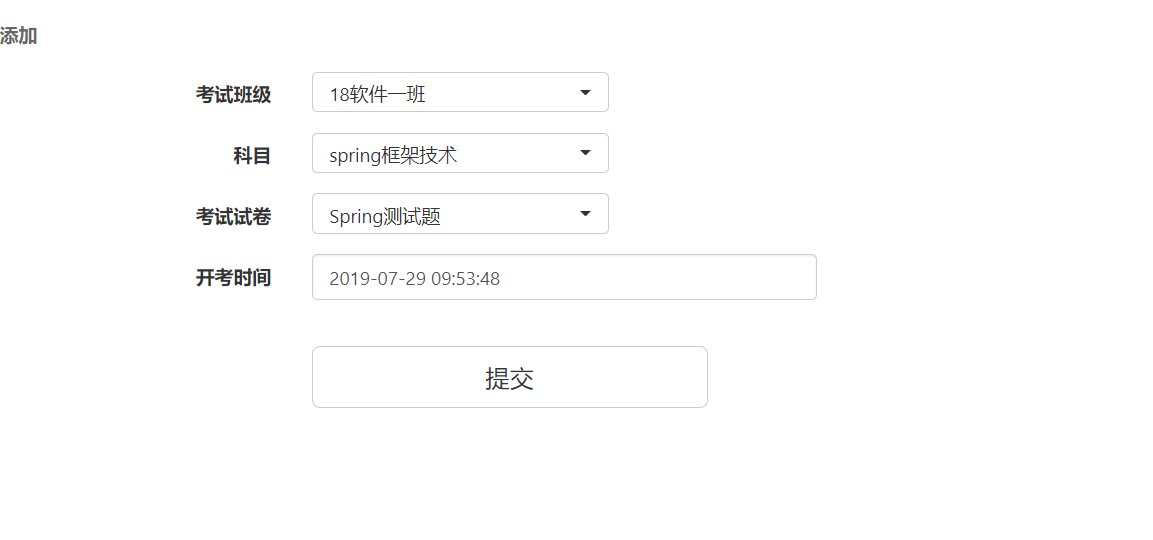 添加
考试班级 18软件一班
科目 spring框架技术
考试试卷 Spring测试题
开考时间 2019-07-29 09:53:48
提交